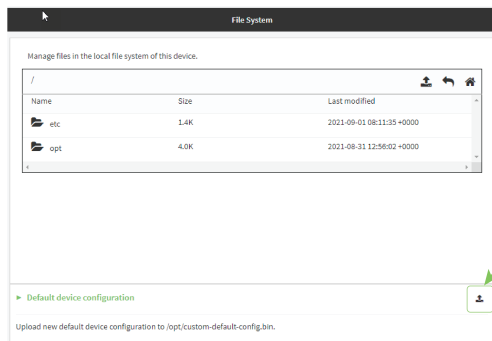 File System
Manage files in the local file system of this device.
/
Name Size Last modified
etc 1.4K 2021-09-01 08:11:35 +0000
opt 4.0K 2021-08-31 12:56:02 +0000
Default device configuration
Upload new default device configuration to /opt/custom-default-config.bin.